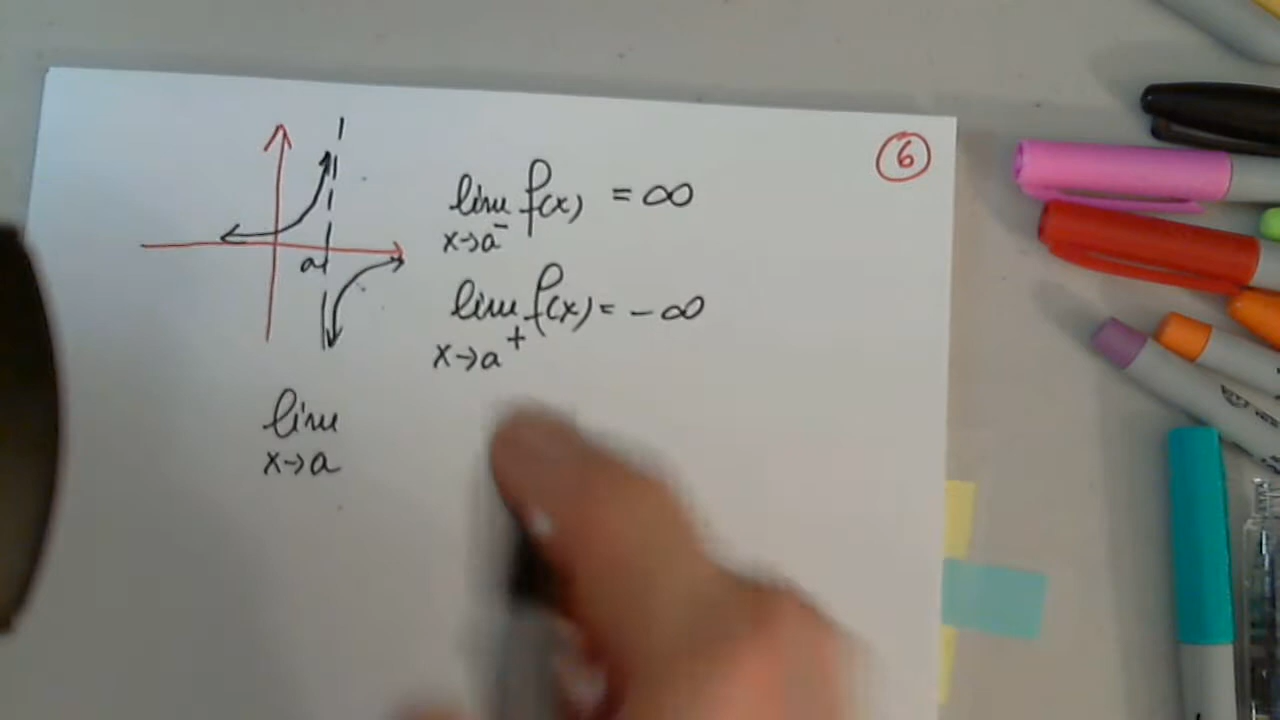 6
lim f(x) = ∞
x→a⁻
a
lim f(x) = -∞
x→a⁺
lim
x→a